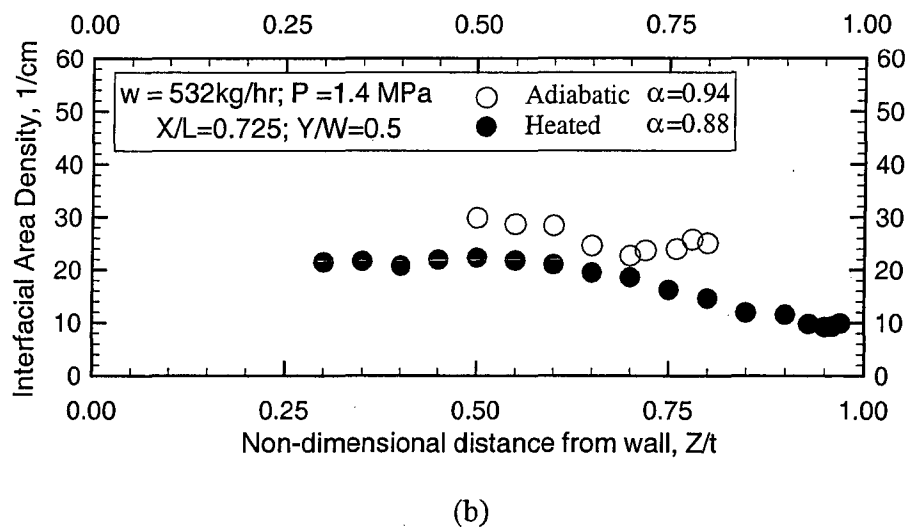 0.00 0.25 0.50 0.75 1.00
60 60
50 50
40 40
30 30
20 20
10 10
0 0
Interfacial Area Density, 1/cm
w = 532kg/hr; P =1.4 MPa Adiabatic α=0.94
X/L=0.725; Y/W=0.5 Heated α=0.88
0.00 0.25 0.50 0.75 1.00
Non-dimensional distance from wall, Z/t
(b)